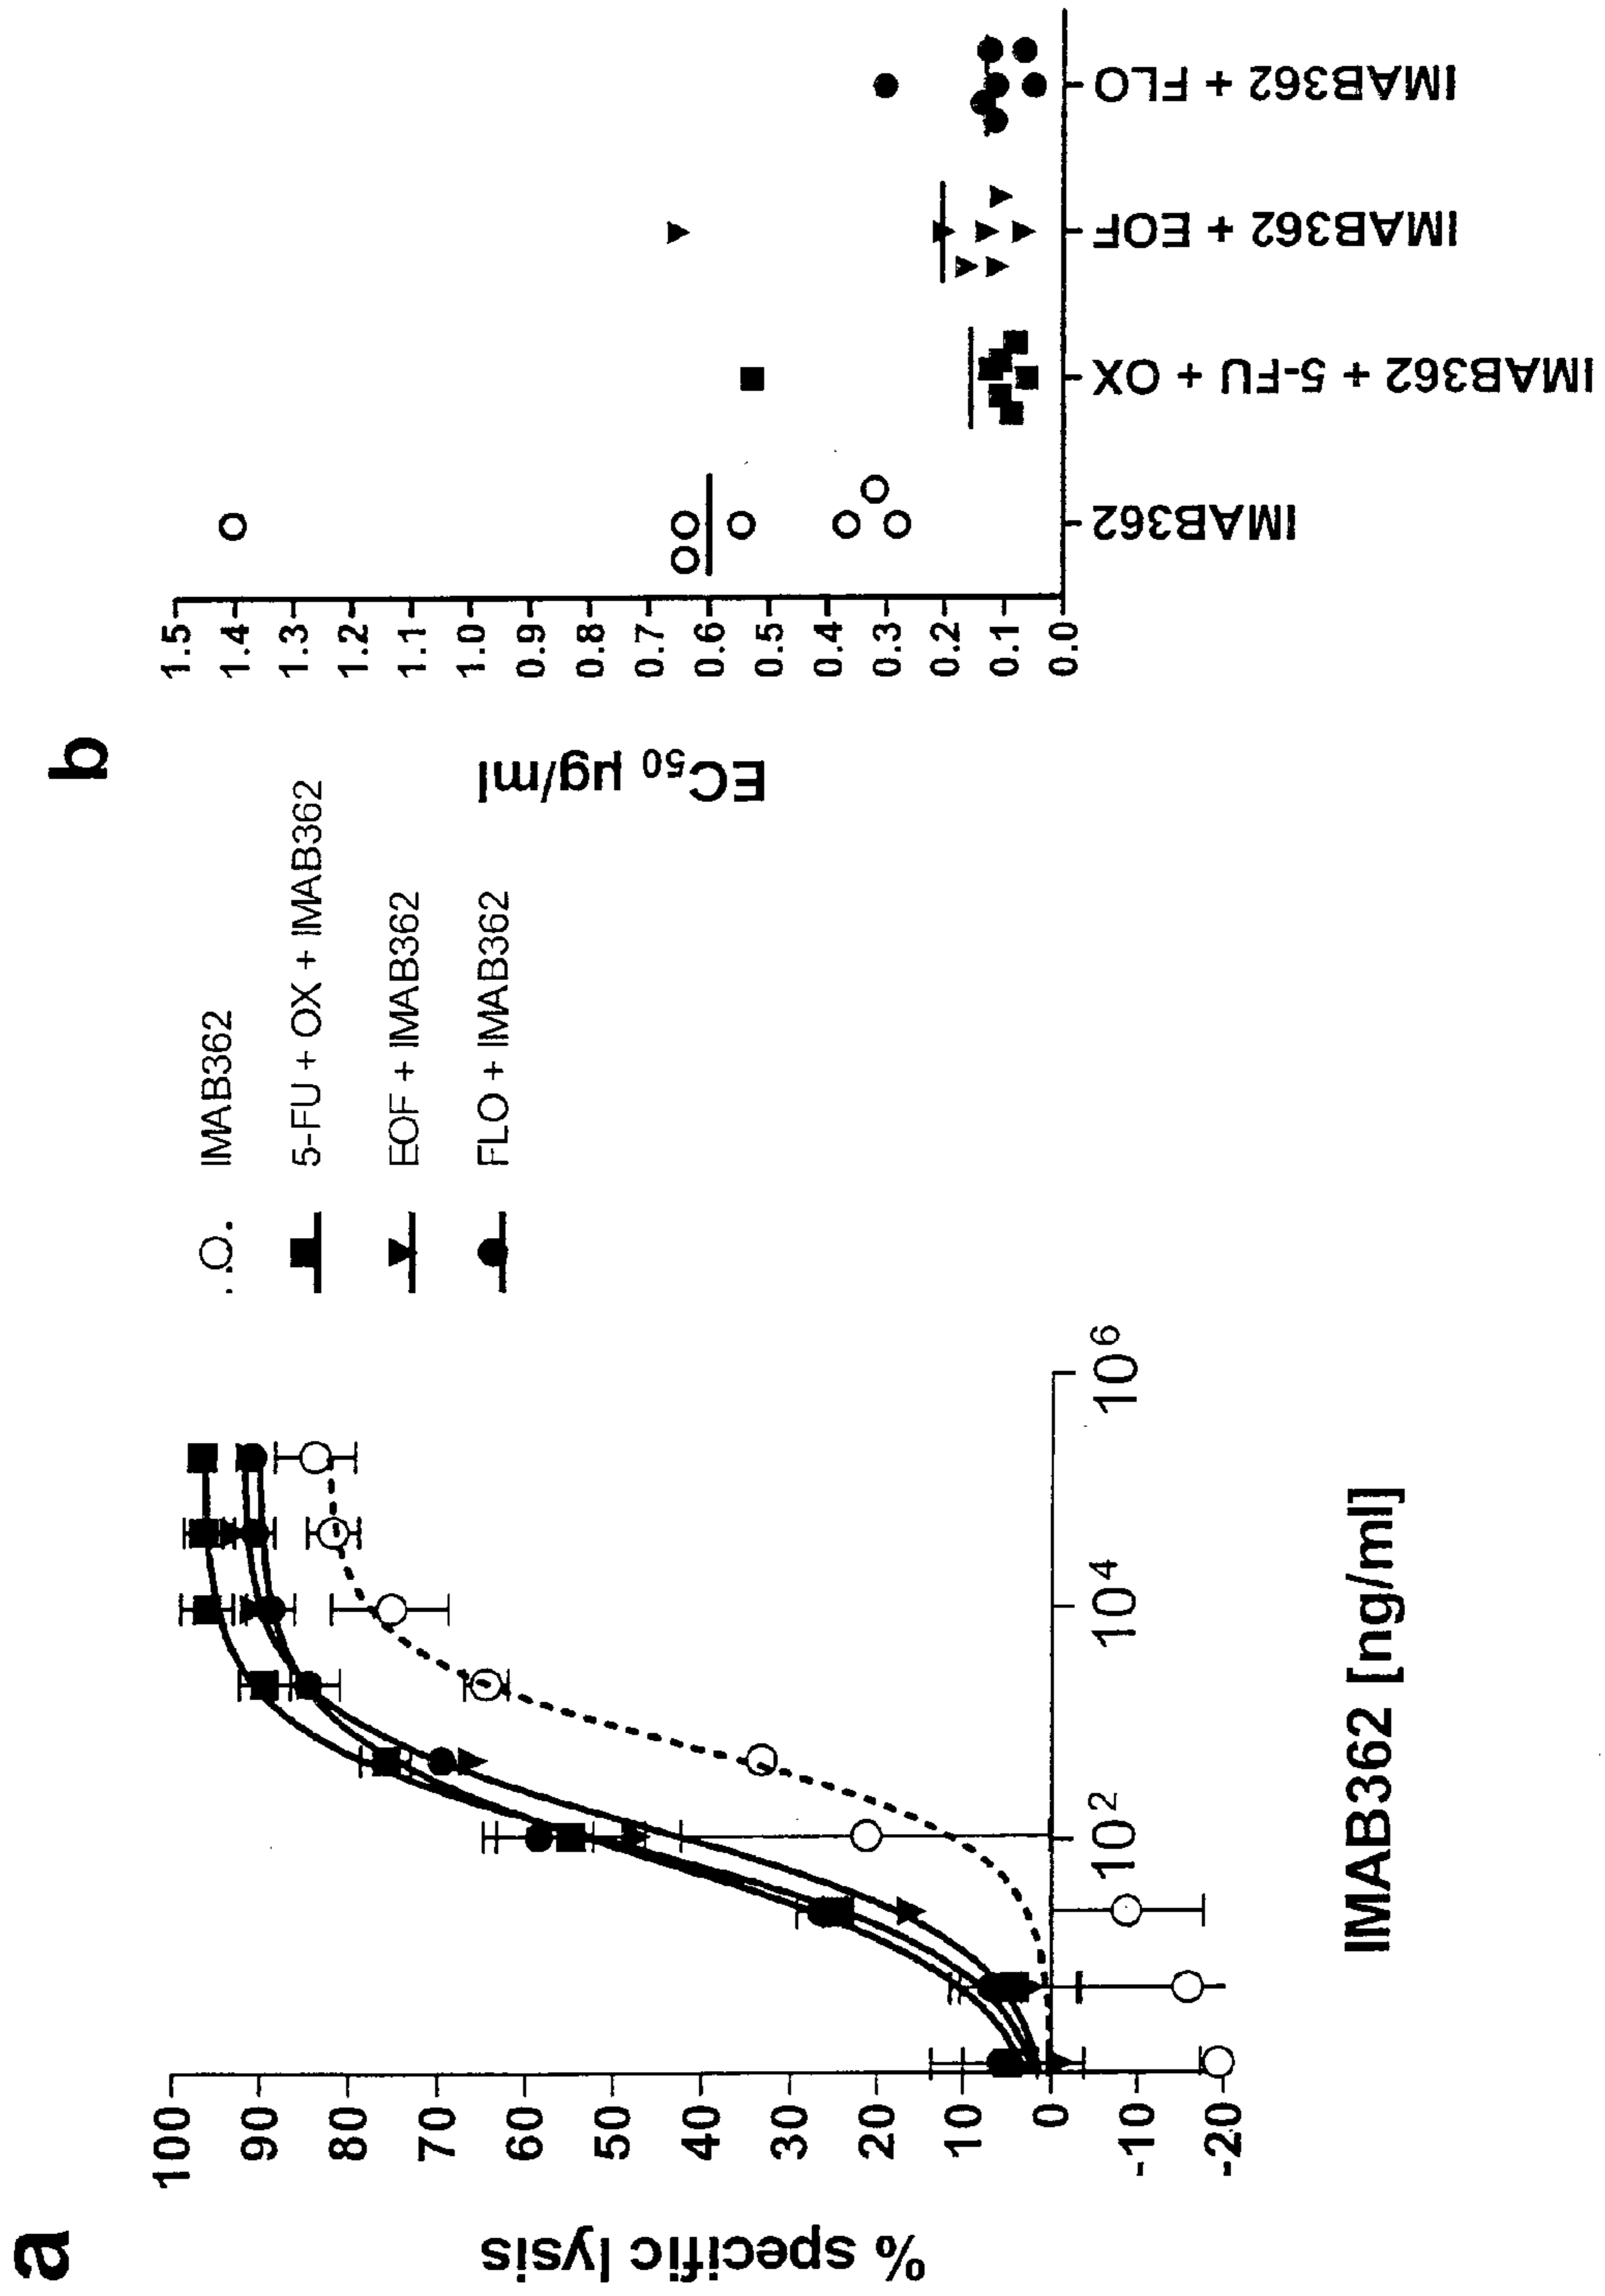 a
% specific lysis
100
90
80
70
60
50
40
30
20
10
0
-10
-20
10²
10⁴
10⁶
IMAB362 [ng/ml]
IMAB362
5-FU + OX + IMAB362
EOF + IMAB362
FLO + IMAB362
b
EC₅₀ µg/ml
1.5
1.4
1.3
1.2
1.1
1.0
0.9
0.8
0.7
0.6
0.5
0.4
0.3
0.2
0.1
0.0
IMAB362
IMAB362 + 5-FU + OX
IMAB362 + EOF
IMAB362 + FLO